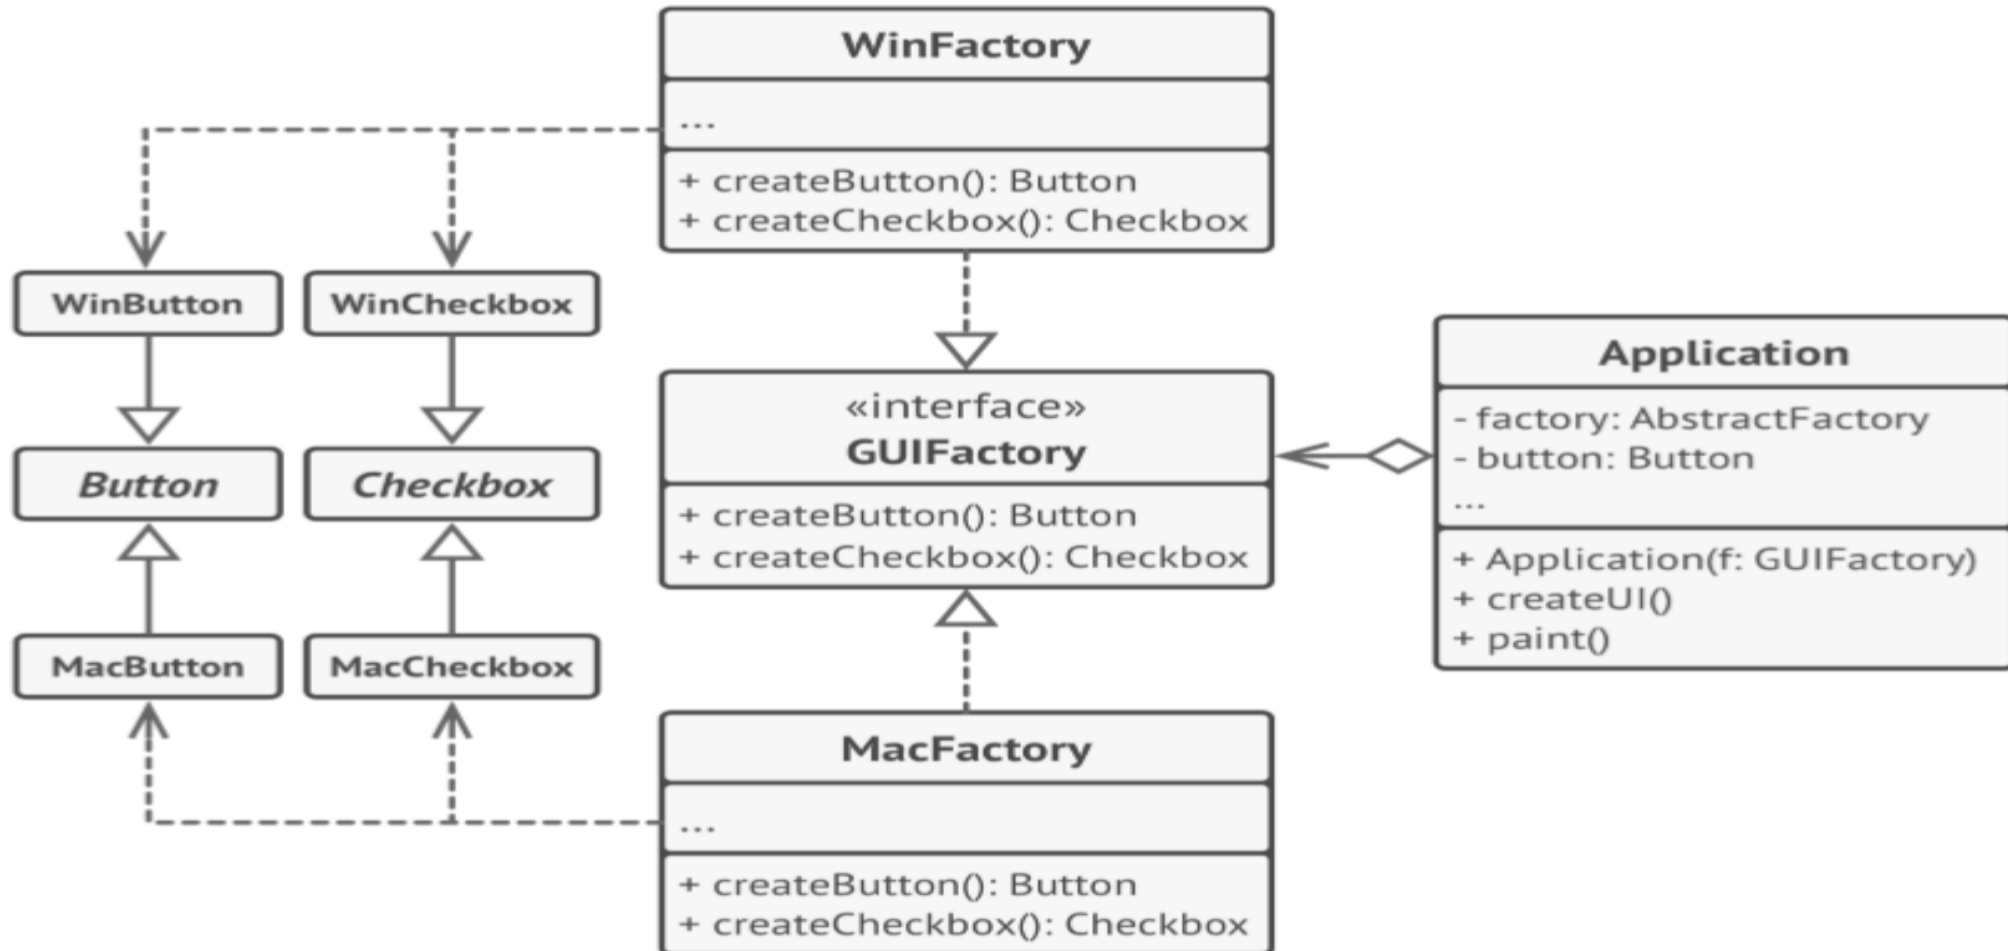 WinFactory
...
+ createButton(): Button
+ createCheckbox(): Checkbox
WinButton
WinCheckbox
Button
Checkbox
MacButton
MacCheckbox
«interface»
GUIFactory
+ createButton(): Button
+ createCheckbox(): Checkbox
Application
- factory: AbstractFactory
- button: Button
...
+ Application(f: GUIFactory)
+ createUI()
+ paint()
MacFactory
...
+ createButton(): Button
+ createCheckbox(): Checkbox